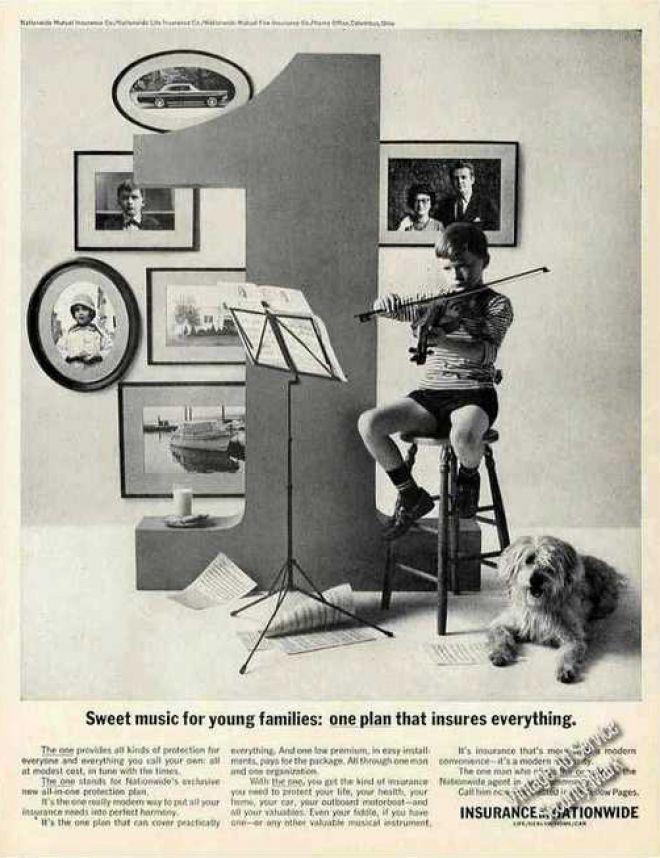 Nationwide Mutual Insurance Co./Nationwide Life Insurance Co./Nationwide Mutual Fire Insurance Co./Home Office, Columbus, Ohio
Sweet music for young families: one plan that insures everything.
The one provides all kinds of protection for
everyone and everything you call your own: all
at modest cost, in tune with the times.
The one stands for Nationwide's exclusive
new all-in-one protection plan.
It's the one really modern way to put all your
insurance needs into perfect harmony.
It's the one plan that can cover practically
everything. And one low premium, in easy install-
ments, pays for the package. All through one man
and one organization.
With the one, you get the kind of insurance
you need to protect your life, your health, your
home, your car, your outboard motorboat—and
all your valuables. Even your fiddle, if you have
one—or any other valuable musical instrument.
It's insurance that's more modern
convenience—it's a modern
The one man who the
Nationwide agent in
Call him Pages.
INSURANCE NATIONWIDE
LIFE/HEALTH/HOME/CAR